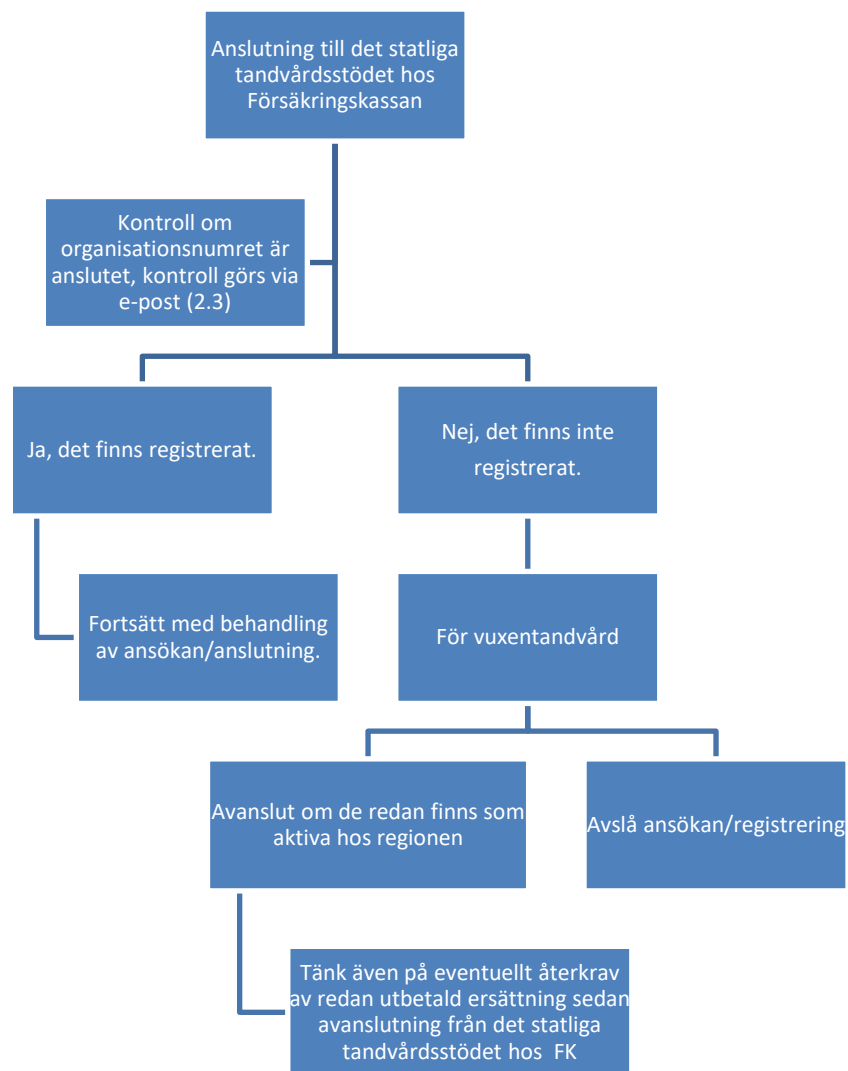 Anslutning till det statliga
tandvårdsstödet hos
Försäkringskassan
Kontroll om
organisationsnumret är
anslutet, kontroll görs via
e-post (2.3)
Ja, det finns registrerat.
Nej, det finns inte
registrerat.
Fortsätt med behandling
av ansökan/anslutning.
För vuxentandvård
Avanslut om de redan finns som
aktiva hos regionen
Avslå ansökan/registrering
Tänk även på eventuellt återkrav
av redan utbetald ersättning sedan
avanslutning från det statliga
tandvårdsstödet hos FK